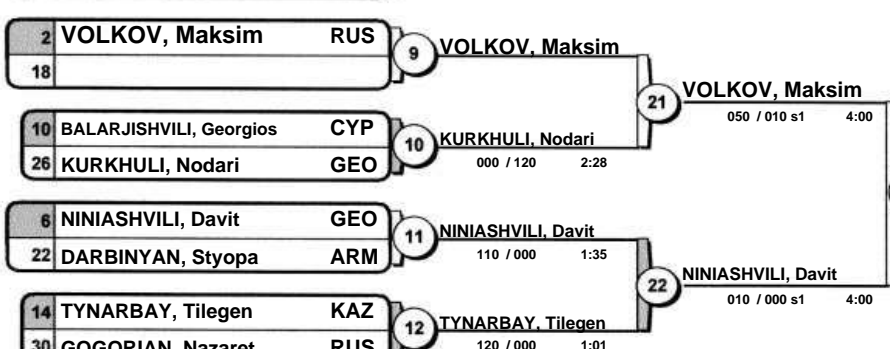 2 VOLKOV, Maksim RUS
18
9
VOLKOV, Maksim
10 BALARJISHVILI, Georgios CYP
26 KURKHULI, Nodari GEO
10
KURKHULI, Nodari
000 / 120 2:28
21
VOLKOV, Maksim
050 / 010 s1 4:00
6 NINIASHVILI, Davit GEO
22 DARBINYAN, Styopa ARM
11
NINIASHVILI, Davit
110 / 000 1:35
14 TYNARBAY, Tilegen KAZ
30 GOGORIAN, Nazaret RUS
12
TYNARBAY, Tilegen
120 / 000 1:01
22
NINIASHVILI, Davit
010 / 000 s1 4:00